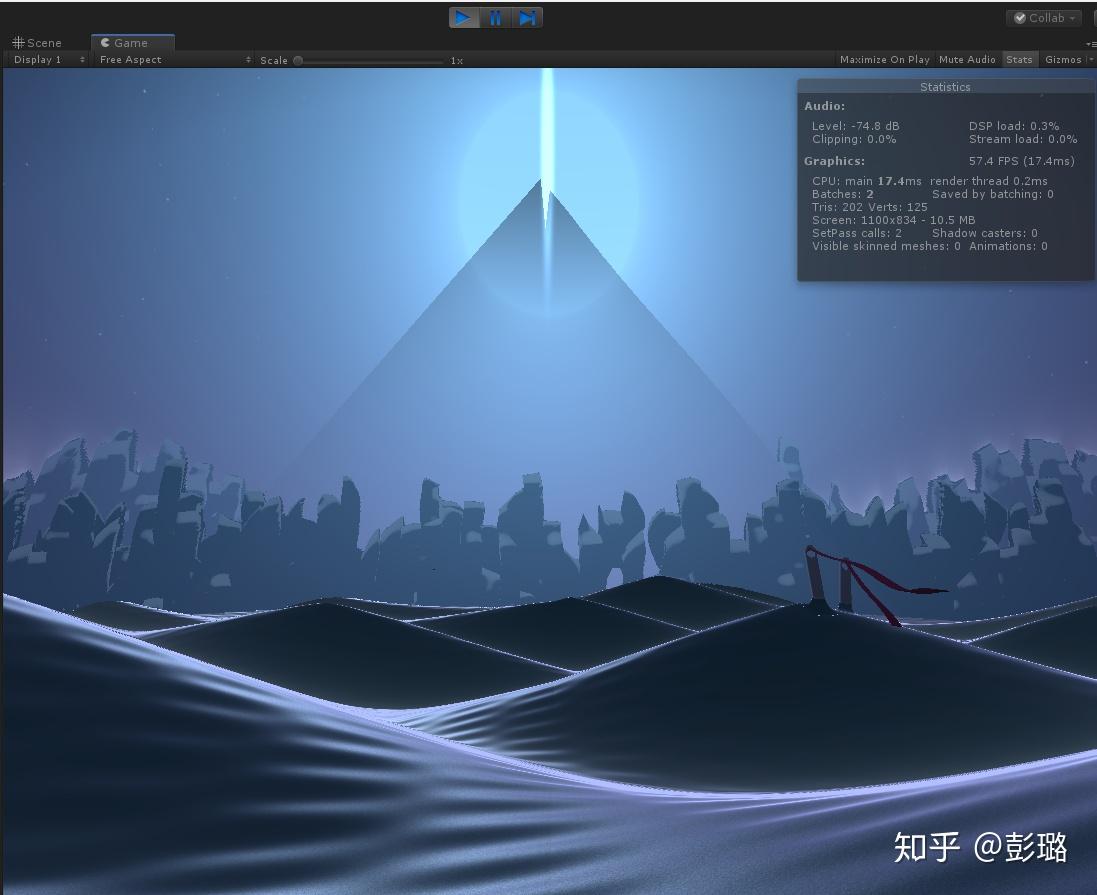 Collab
Scene
Game
Display 1
Free Aspect
Scale
1x
Maximize On Play
Mute Audio
Stats
Gizmos
Statistics
Audio:
Level: -74.8 dB
DSP load: 0.3%
Clipping: 0.0%
Stream load: 0.0%
Graphics:
57.4 FPS (17.4ms)
CPU: main 17.4ms render thread 0.2ms
Batches: 2
Saved by batching: 0
Tris: 202 Verts: 125
Screen: 1100x834 - 10.5 MB
SetPass calls: 2
Shadow casters: 0
Visible skinned meshes: 0 Animations: 0
知乎 @彭璐